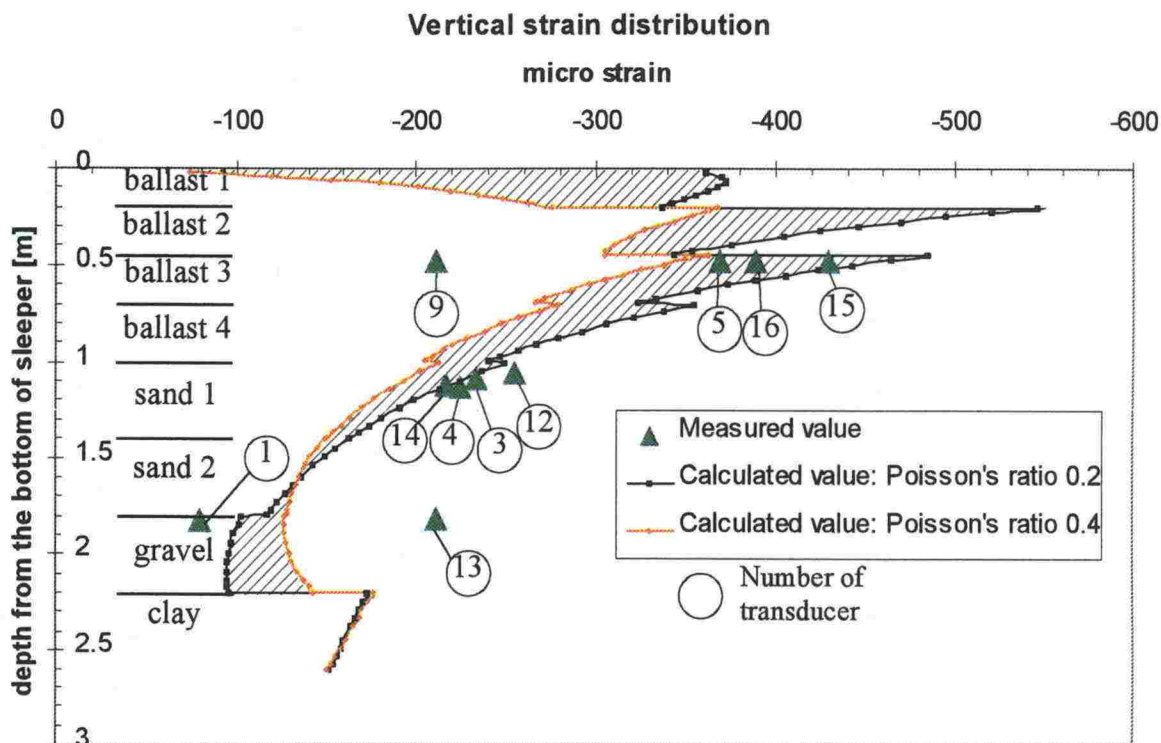 Vertical strain distribution
micro strain
0 -100 -200 -300 -400 -500 -600
depth from the bottom of sleeper [m]
0
ballast 1
ballast 2
0.5
ballast 3
9
5
16
15
ballast 4
1
sand 1
14
4
3
12
1.5
sand 2
1
Measured value
Calculated value: Poisson's ratio 0.2
Calculated value: Poisson's ratio 0.4
2
gravel
13
Number of
transducer
clay
2.5
3